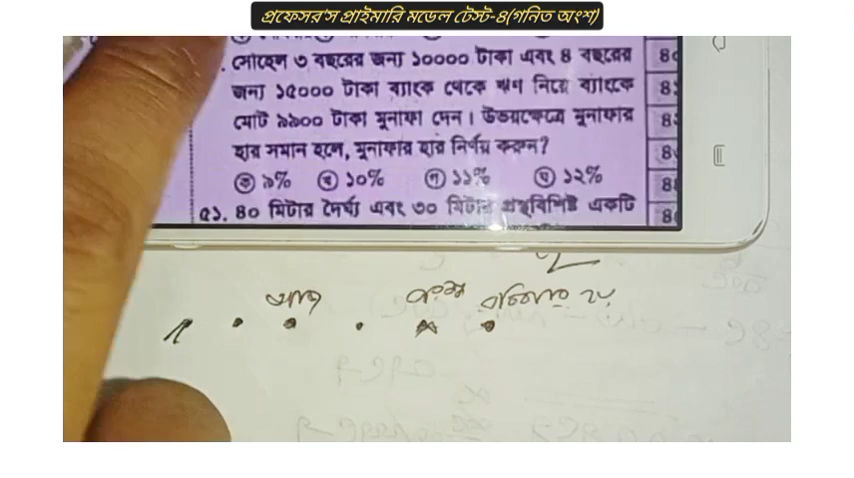 প্রফেসর'স প্রাইমারি মডেল টেস্ট-৪(গনিত অংশ)
সোহেল ৩ বছরের জন্য ১০০০০ টাকা এবং ৪ বছরের
জন্য ১৫০০০ টাকা ব্যাংক থেকে ঋণ নিয়ে ব্যাংকে
মোট ৯৯০০ টাকা মুনাফা দেন। উভয়ক্ষেত্রে মুনাফার
হার সমান হলে, মুনাফার হার নির্ণয় করুন?
ক ৯% খ ১০% গ ১১% ঘ ১২%
৫১. ৪০ মিটার দৈর্ঘ্য এবং ৩০ মিটার প্রস্থবিশিষ্ট একটি